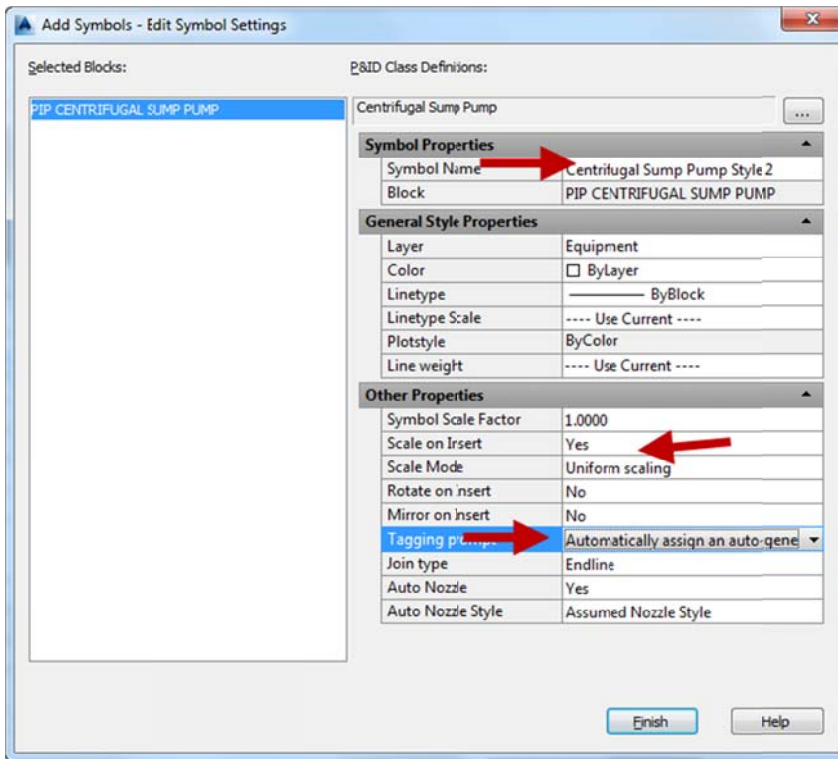 Add Symbols - Edit Symbol Settings
Selected Blocks:
P&ID Class Definitions:
PIP CENTRIFUGAL SUMP PUMP
Centrifugal Sump Pump
...
Symbol Properties
Symbol Name Centrifugal Sump Pump Style 2
Block PIP CENTRIFUGAL SUMP PUMP
General Style Properties
Layer Equipment
Color ByLayer
Linetype ByBlock
Linetype Scale ---- Use Current ----
Plotstyle ByColor
Line weight ---- Use Current ----
Other Properties
Symbol Scale Factor 1.0000
Scale on Insert Yes
Scale Mode Uniform scaling
Rotate on Insert No
Mirror on Insert No
Tagging prompt Automatically assign an auto-gene
Join type Endline
Auto Nozzle Yes
Auto Nozzle Style Assumed Nozzle Style
Finish
Help